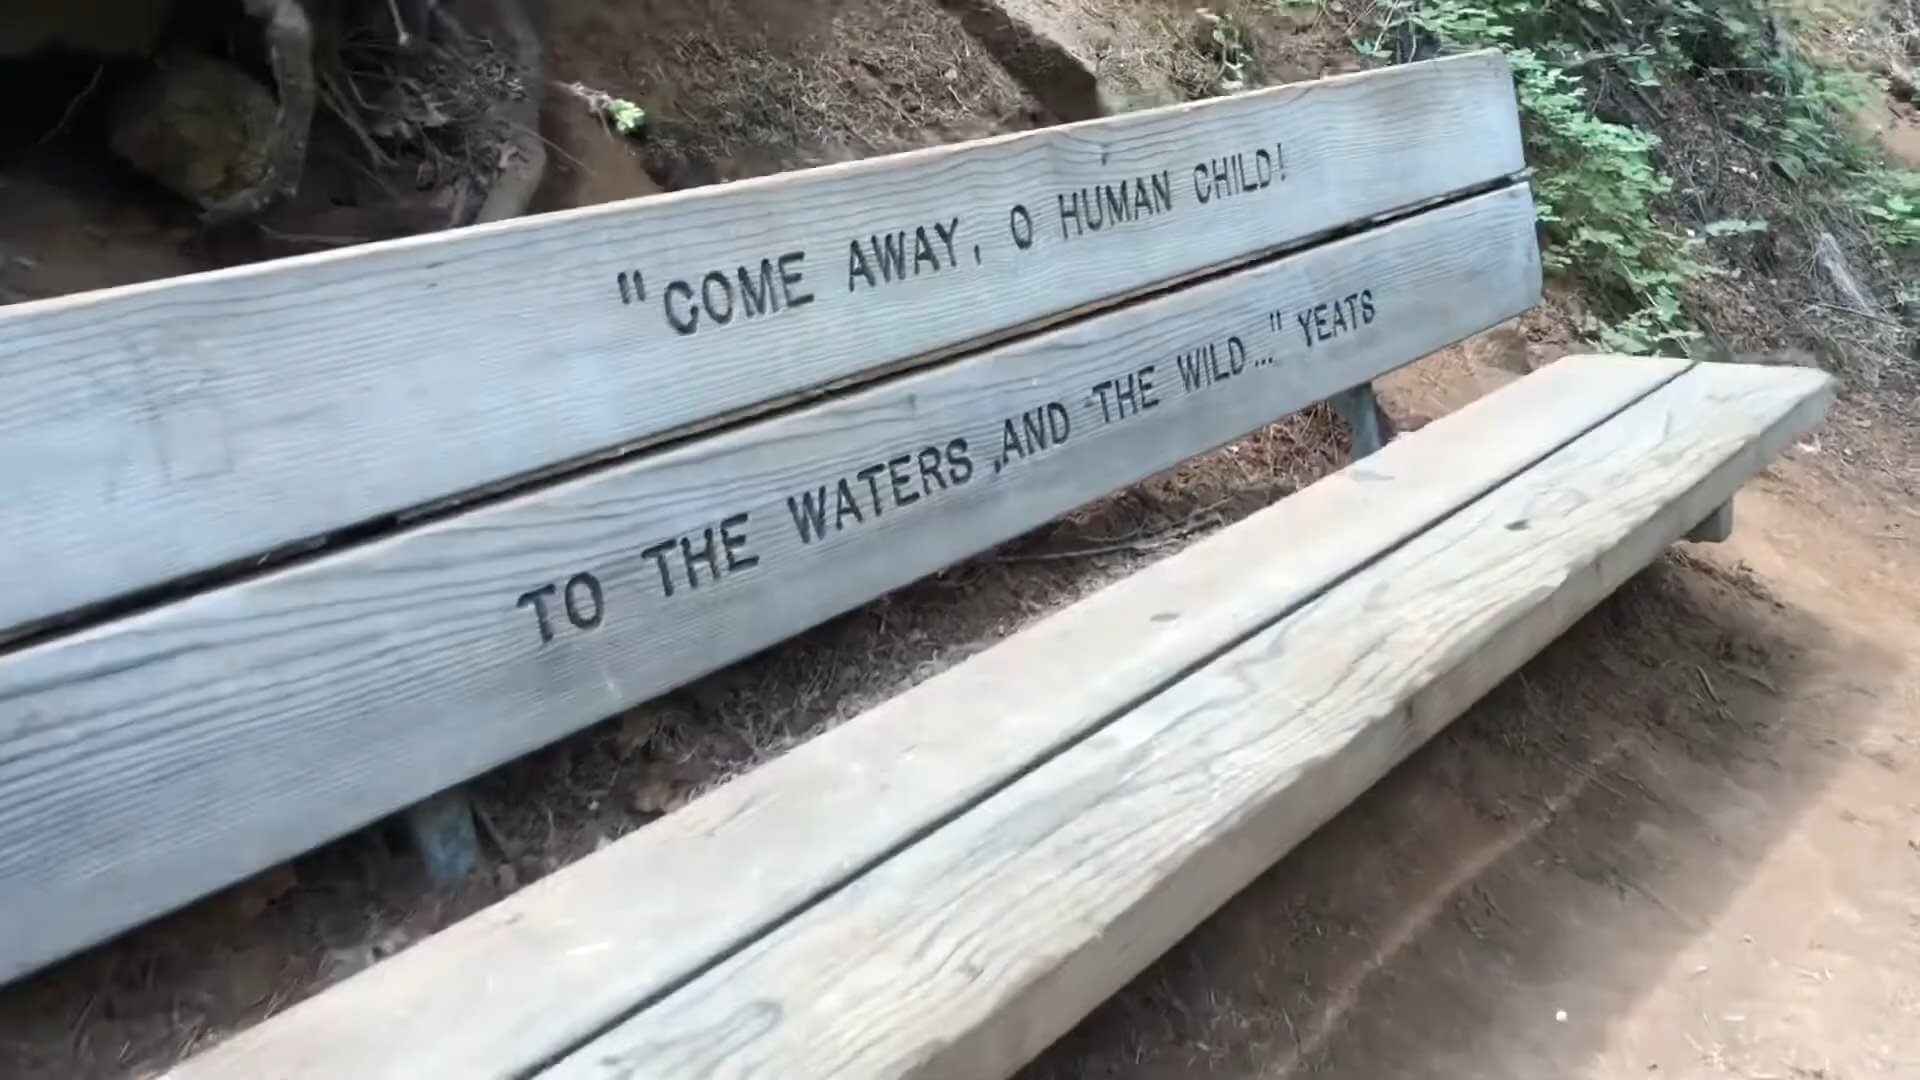 "COME AWAY, O HUMAN CHILD!
TO THE WATERS ,AND THE WILD..." YEATS